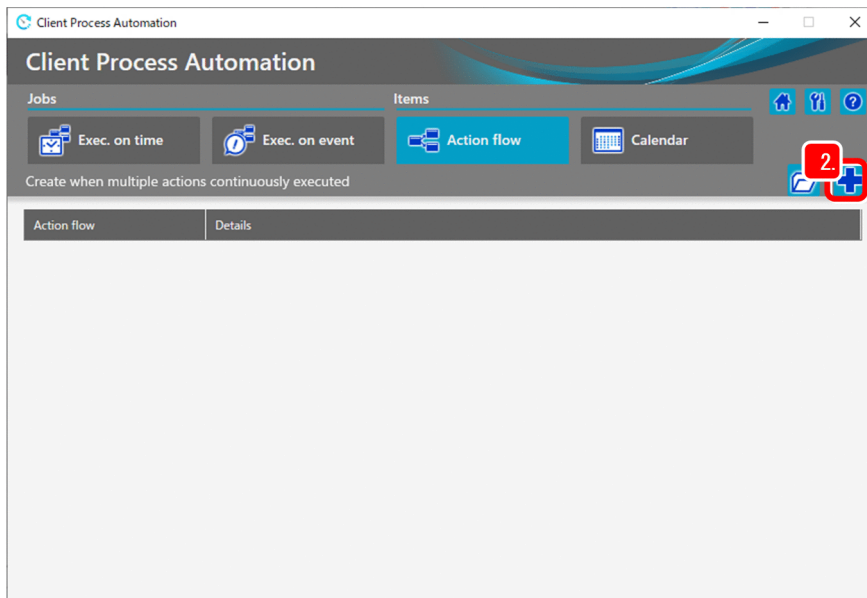 Client Process Automation
Client Process Automation
Jobs
Items
Exec. on time
Exec. on event
Action flow
Calendar
2.
Create when multiple actions continuously executed
Action flow
Details